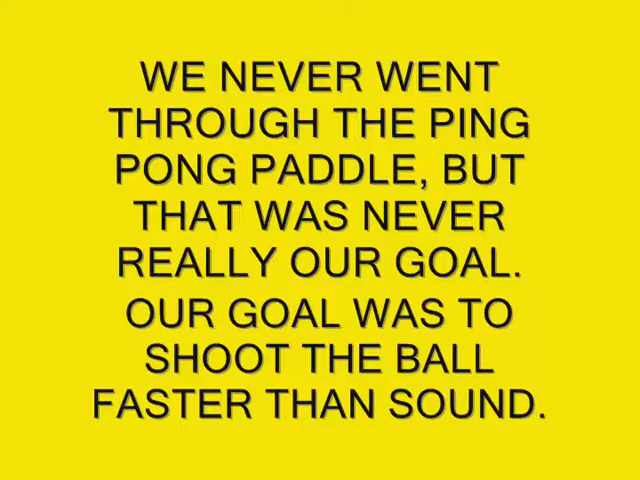 WE NEVER WENT
THROUGH THE PING
PONG PADDLE, BUT
THAT WAS NEVER
REALLY OUR GOAL.
OUR GOAL WAS TO
SHOOT THE BALL
FASTER THAN SOUND.